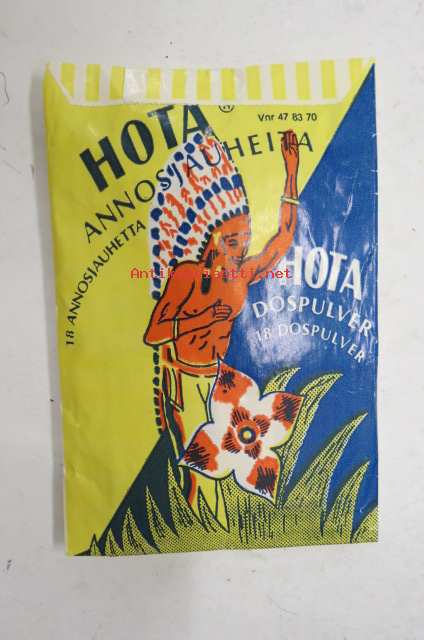 HOTA®
Vnr 47 83 70
ANNOSJAUHEITA
18 ANNOSJAUHETTA
HOTA
DOSPULVER
18 DOSPULVER